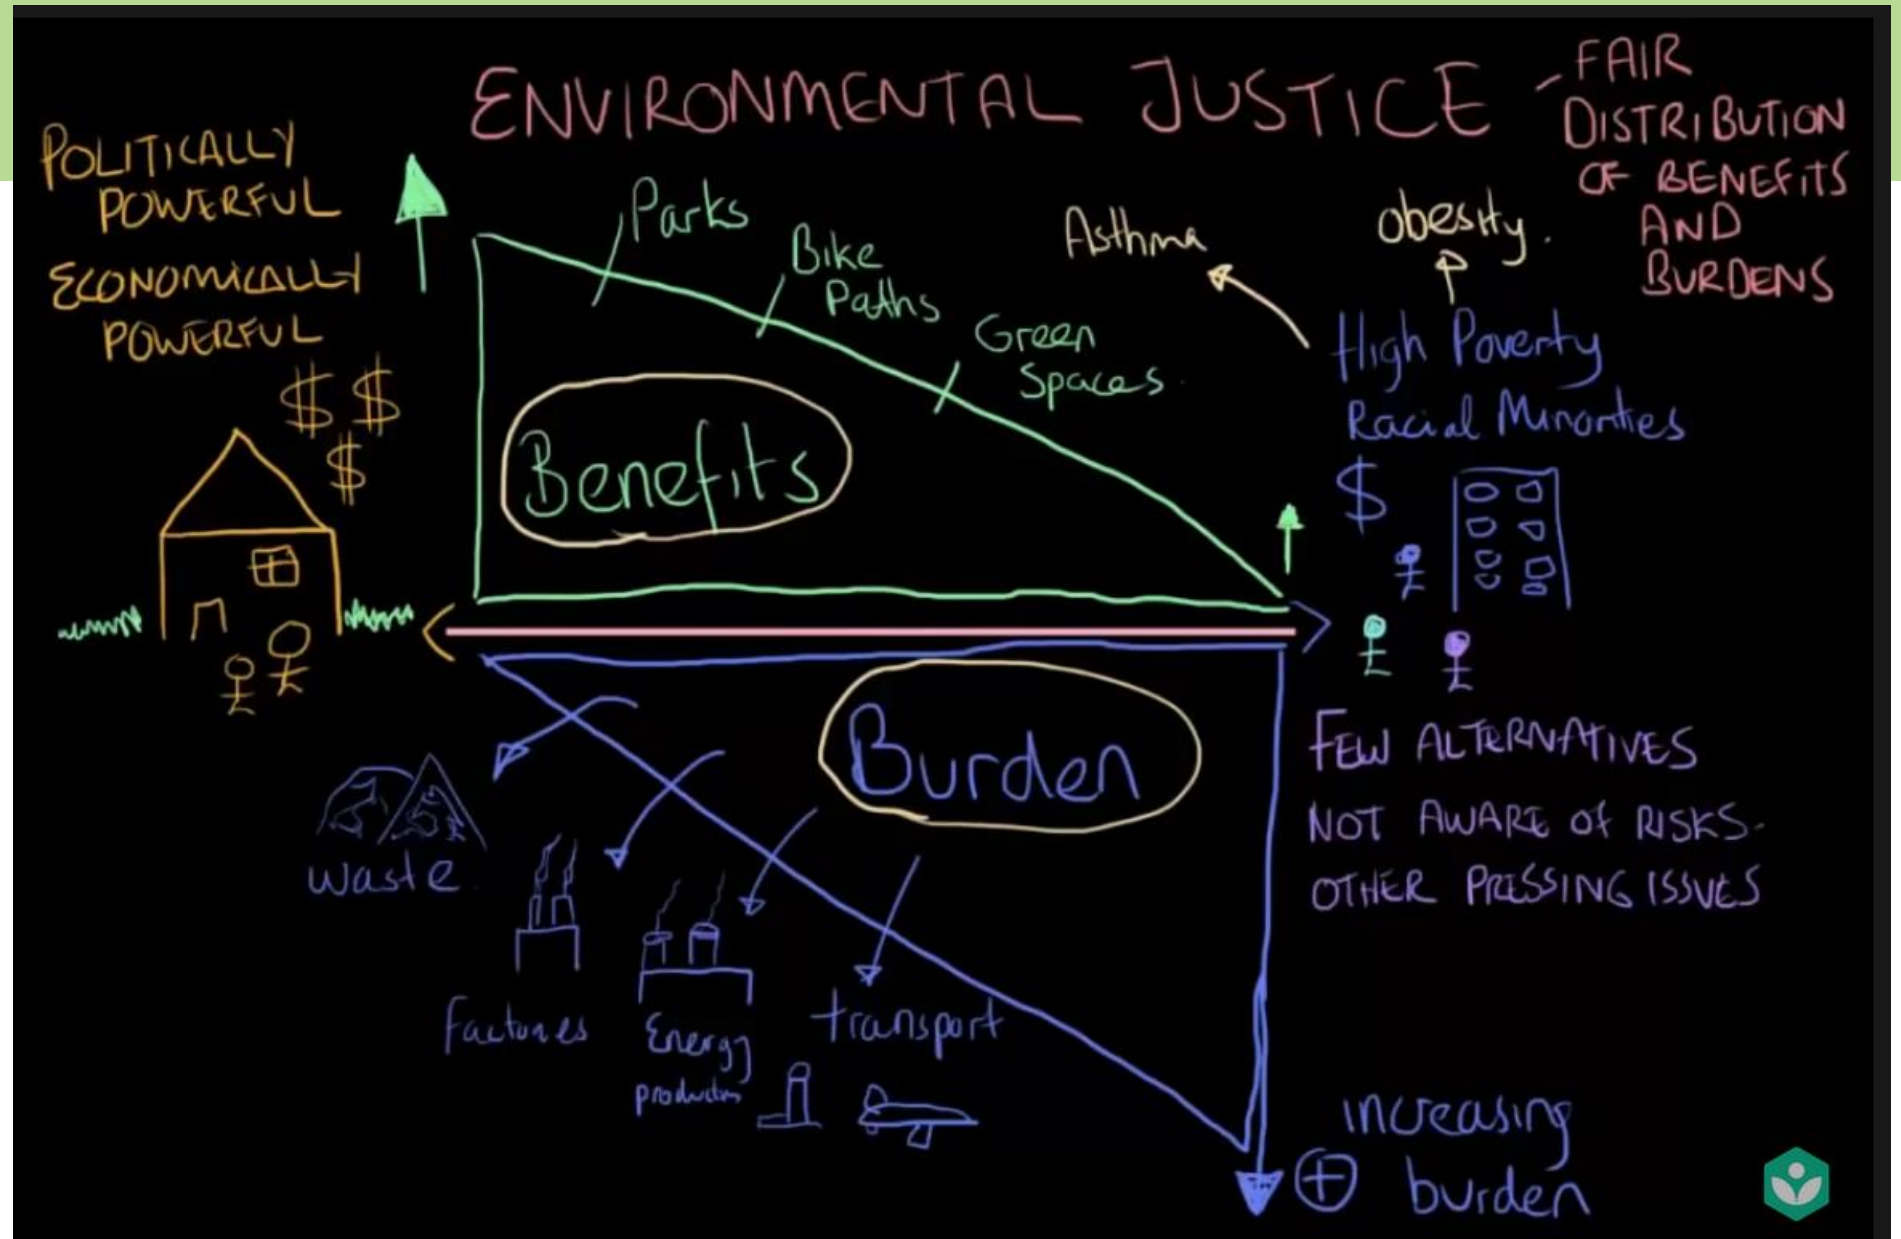 ENVIRONMENTAL JUSTICE - FAIR
DISTRIBUTION
OF BENEFITS
AND
BURDENS
POLITICALLY
POWERFUL
ECONOMICALLY
POWERFUL
$ $
$
Parks
Bike
Paths
Green
Spaces.
Benefits
Asthma
obesity.
High Poverty
Racial Minorities
$
Burden
FEW ALTERNATIVES
NOT AWARE OF RISKS.
OTHER PRESSING ISSUES
waste.
factories
Energy
production
transport
+ increasing
burden